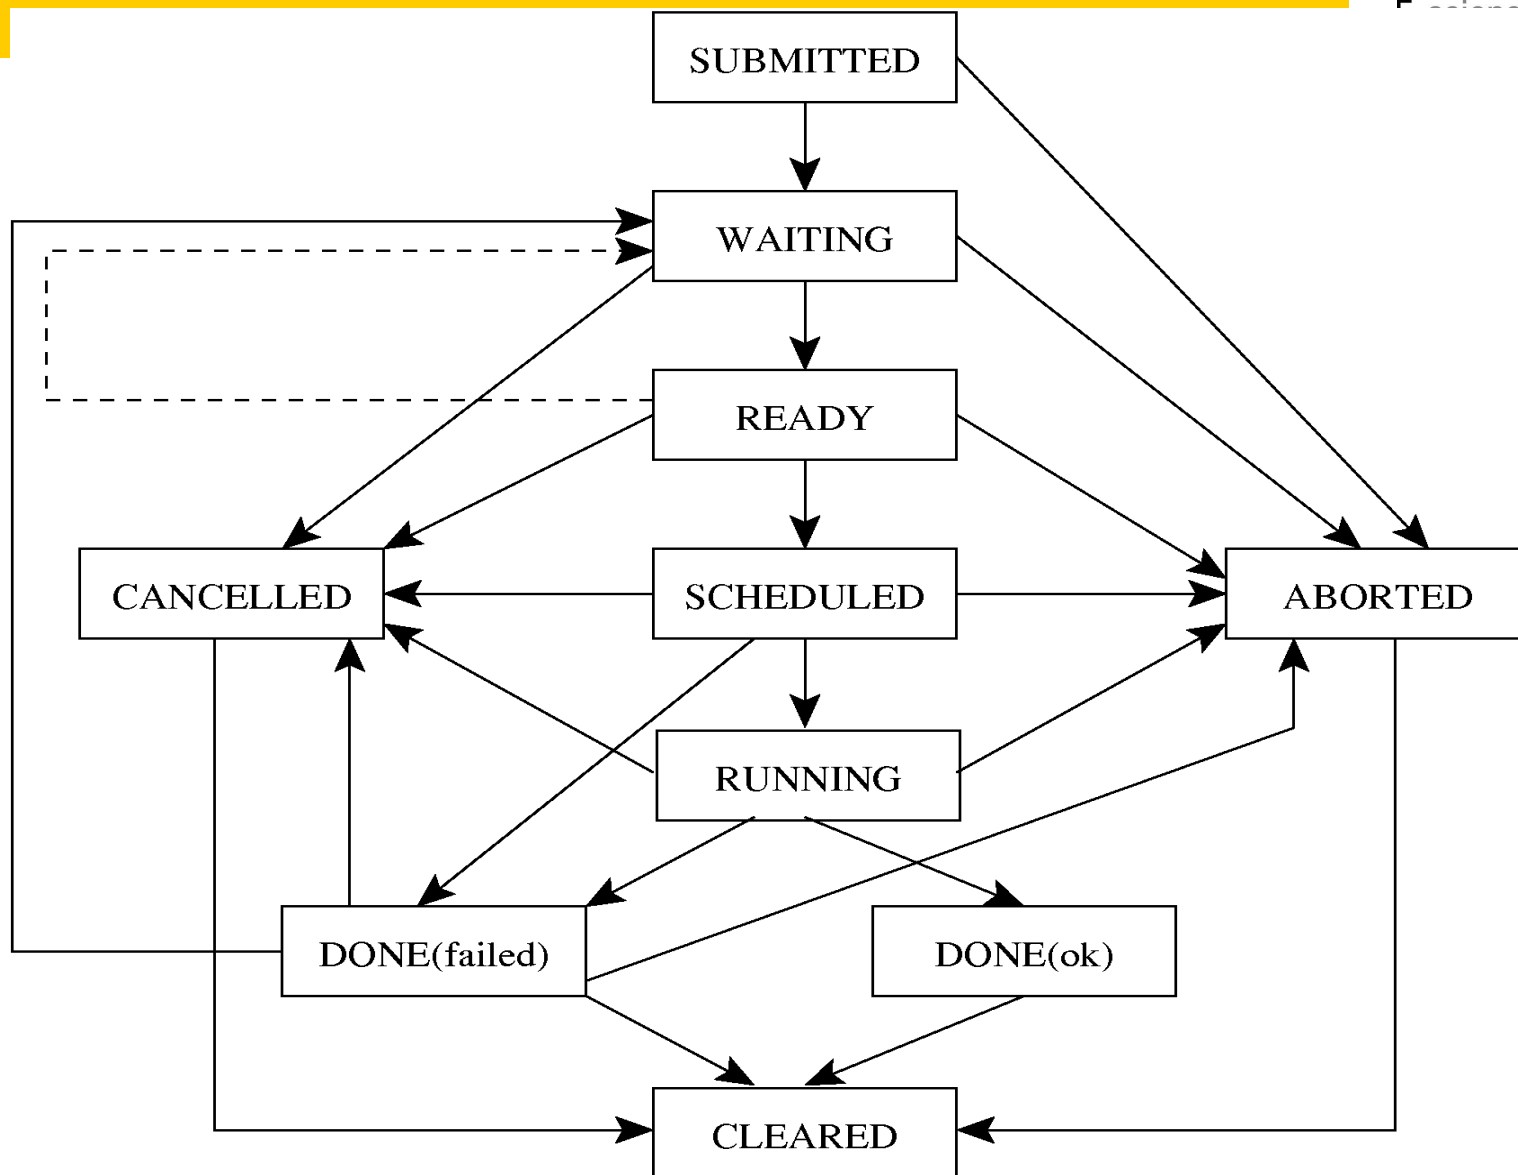 SUBMITTED
WAITING
READY
CANCELLED
SCHEDULED
ABORTED
RUNNING
DONE(failed)
DONE(ok)
CLEARED